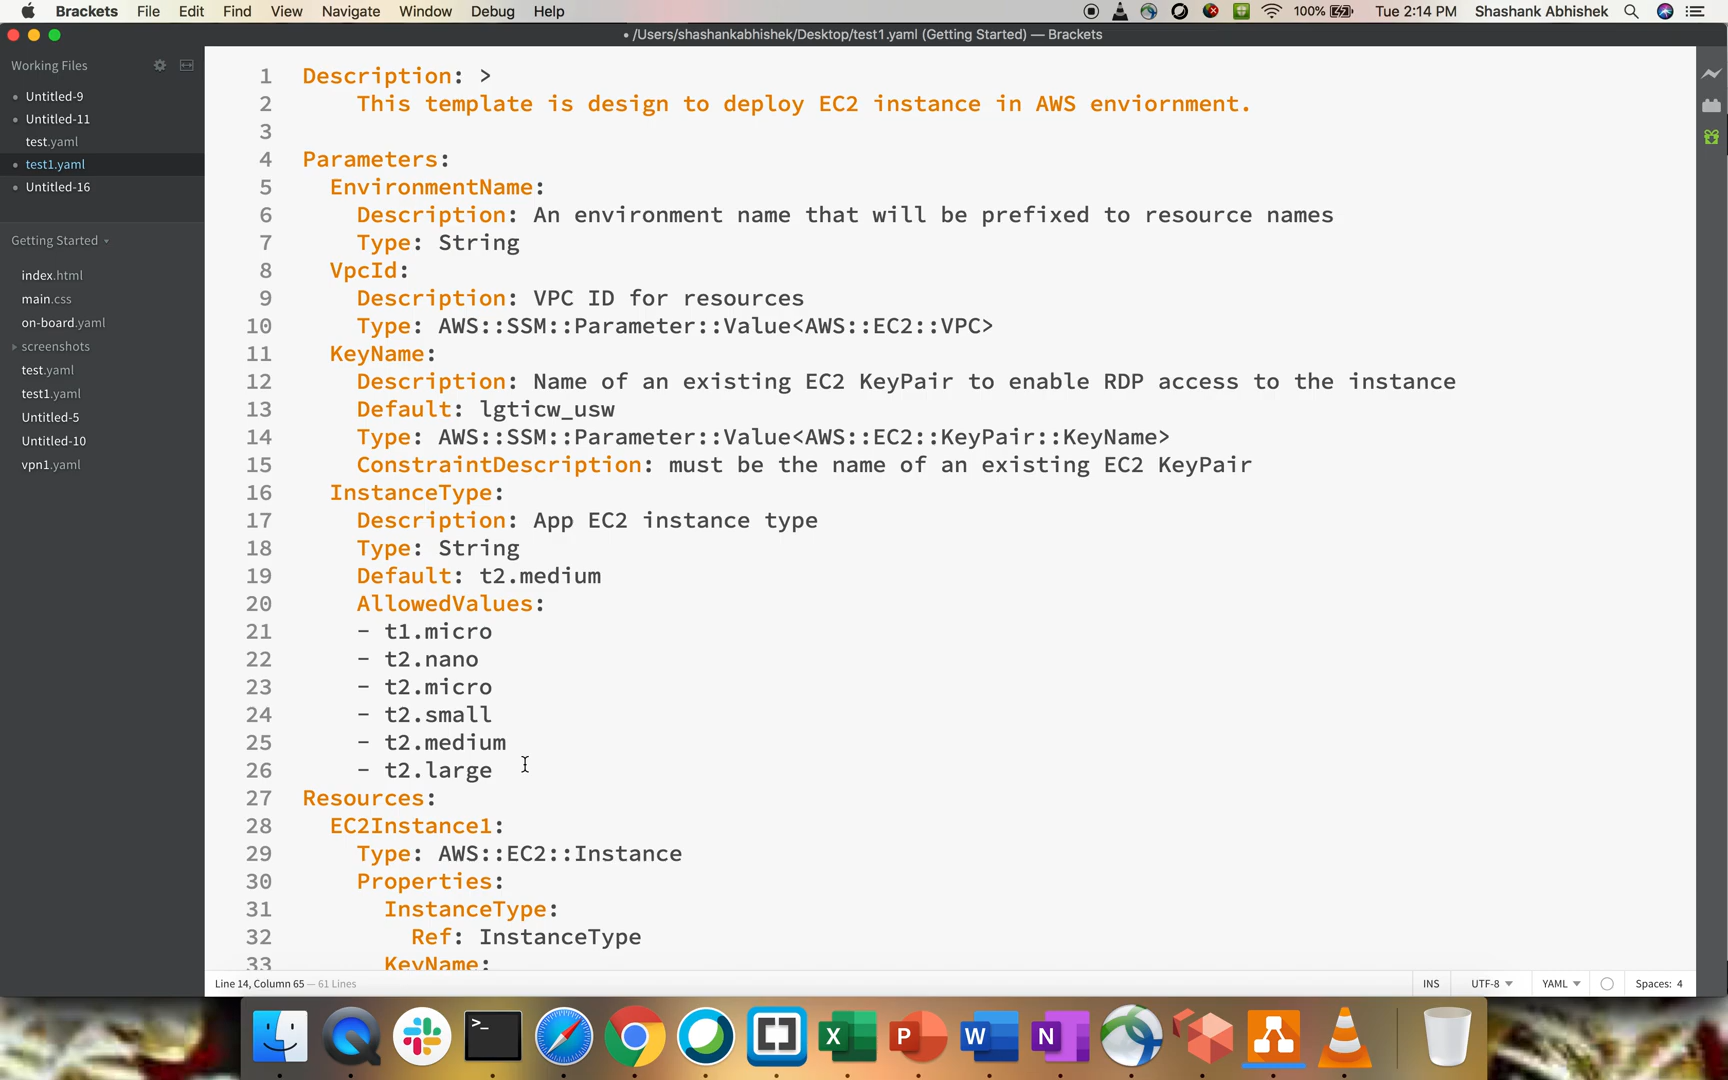 Brackets File Edit Find View Navigate Window Debug Help 100% Tue 2:14 PM Shashank Abhishek
• /Users/shashankabhishek/Desktop/test1.yaml (Getting Started) — Brackets
Working Files
• Untitled-9
• Untitled-11
test.yaml
• test1.yaml
• Untitled-16
Getting Started
index.html
main.css
on-board.yaml
screenshots
test.yaml
test1.yaml
Untitled-5
Untitled-10
vpn1.yaml
1 Description: >
2 This template is design to deploy EC2 instance in AWS enviornment.
3
4 Parameters:
5 EnvironmentName:
6 Description: An environment name that will be prefixed to resource names
7 Type: String
8 VpcId:
9 Description: VPC ID for resources
10 Type: AWS::SSM::Parameter::Value<AWS::EC2::VPC>
11 KeyName:
12 Description: Name of an existing EC2 KeyPair to enable RDP access to the instance
13 Default: lgticw_usw
14 Type: AWS::SSM::Parameter::Value<AWS::EC2::KeyPair::KeyName>
15 ConstraintDescription: must be the name of an existing EC2 KeyPair
16 InstanceType:
17 Description: App EC2 instance type
18 Type: String
19 Default: t2.medium
20 AllowedValues:
21 - t1.micro
22 - t2.nano
23 - t2.micro
24 - t2.small
25 - t2.medium
26 - t2.large
27 Resources:
28 EC2Instance1:
29 Type: AWS::EC2::Instance
30 Properties:
31 InstanceType:
32 Ref: InstanceType
33 KeyName:
Line 14, Column 65 — 61 Lines
INS UTF-8 YAML Spaces: 4
>_ X P W N